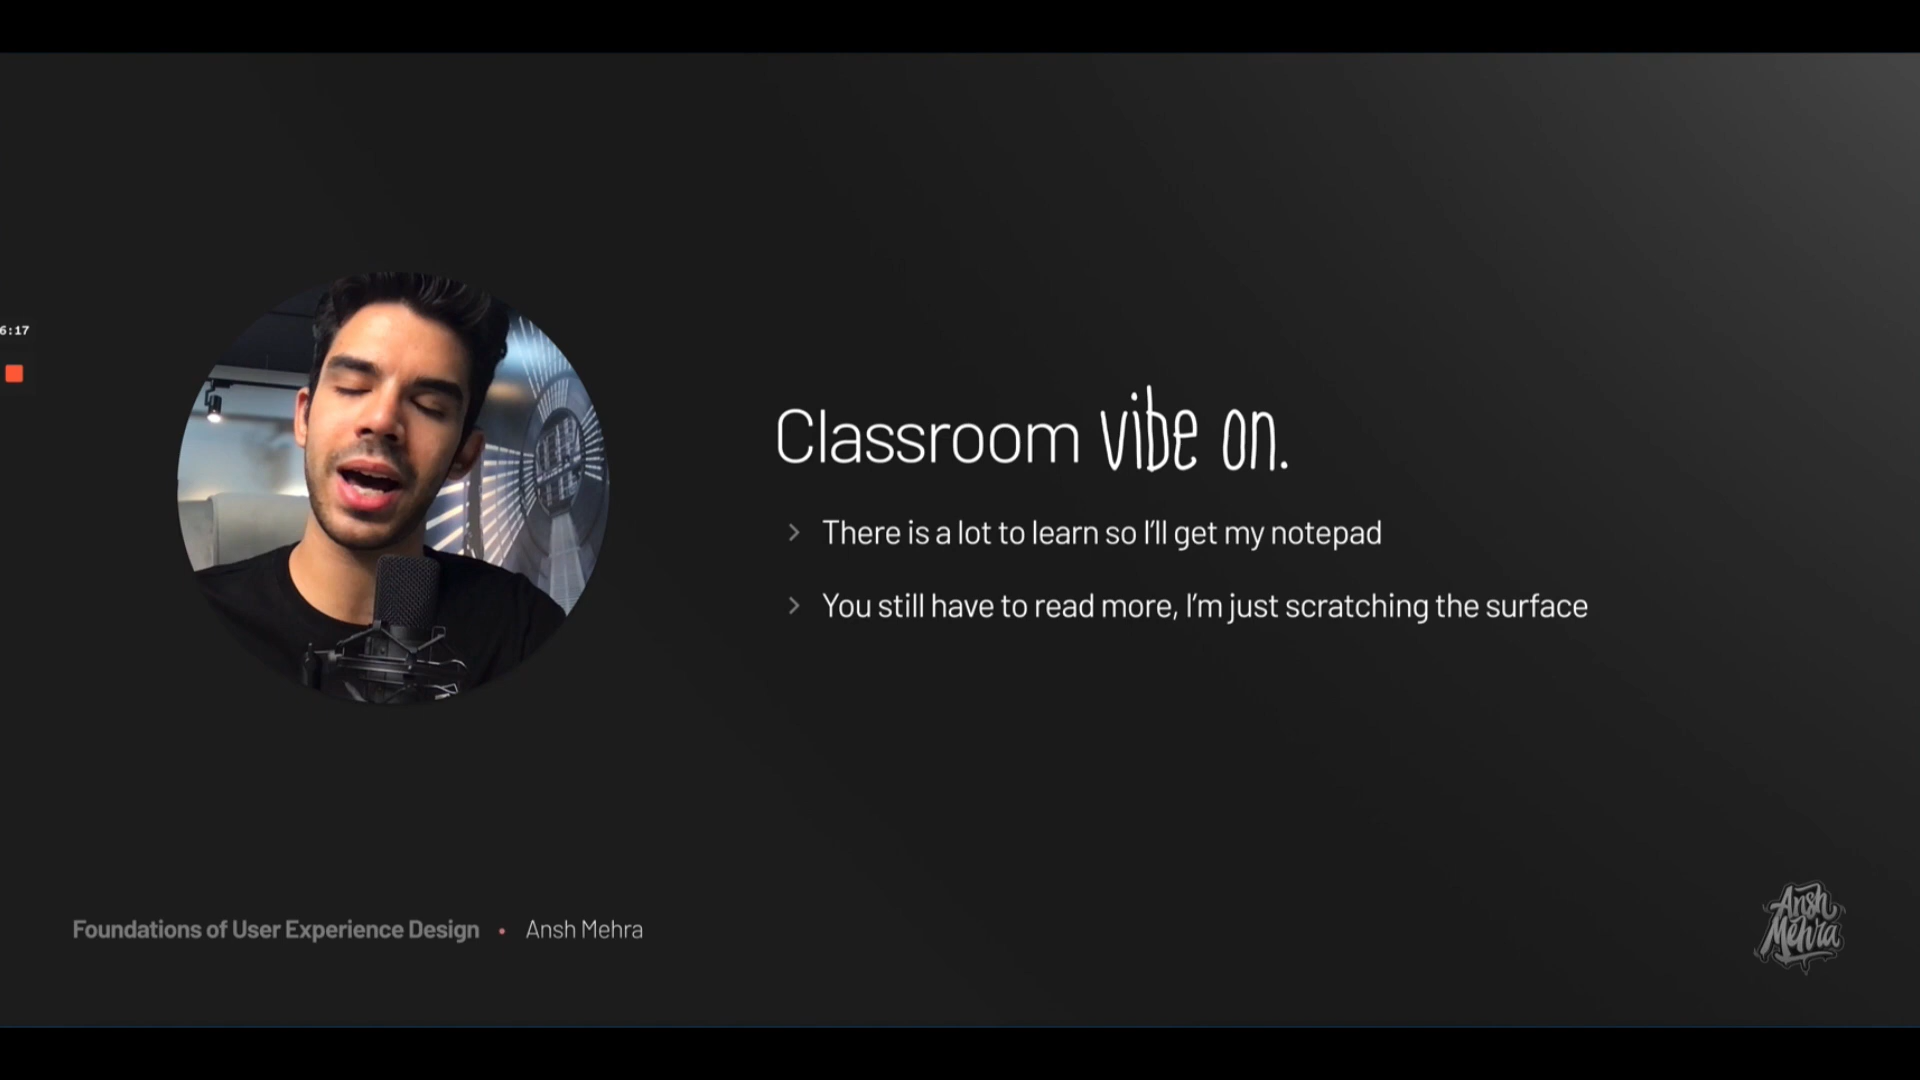 6:17
Classroom vibe on.
There is a lot to learn so I'll get my notepad
You still have to read more, I'm just scratching the surface
Foundations of User Experience Design • Ansh Mehra
Ansh
Mehra